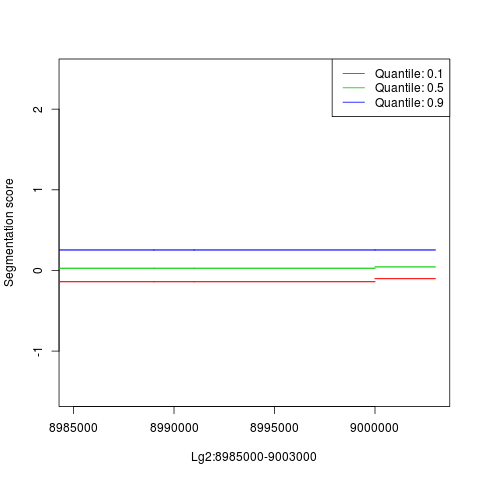 Quantile: 0.1
Quantile: 0.5
Quantile: 0.9
Segmentation score
2
1
0
-1
8985000 8990000 8995000 9000000
Lg2:8985000-9003000